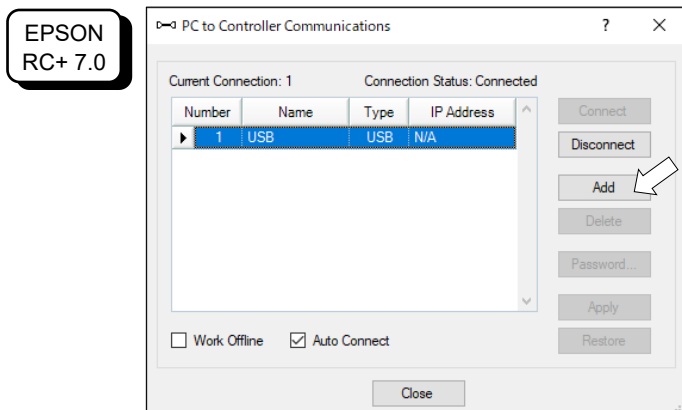 EPSON
RC+ 7.0
PC to Controller Communications
?
Current Connection: 1 Connection Status: Connected
Number Name Type IP Address
1 USB USB N/A
Connect
Disconnect
Add
Delete
Password...
Apply
Restore
Work Offline Auto Connect
Close